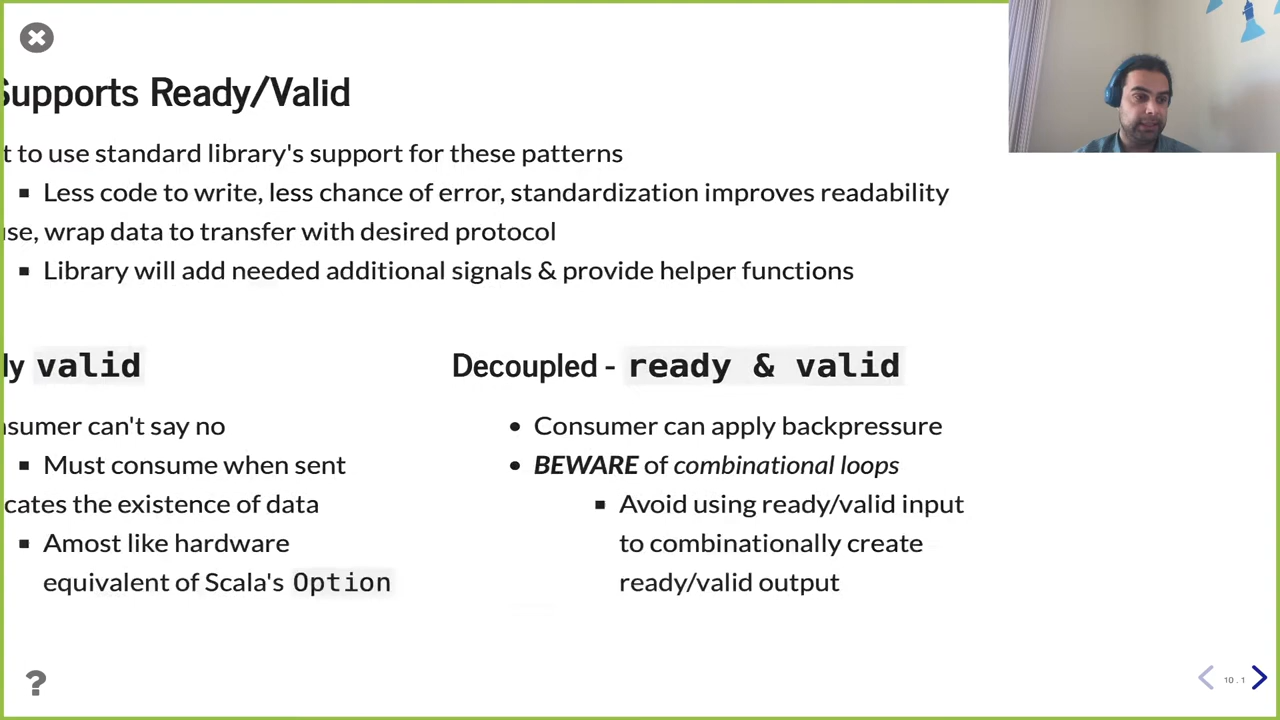 Supports Ready/Valid
t to use standard library's support for these patterns
Less code to write, less chance of error, standardization improves readability
se, wrap data to transfer with desired protocol
Library will add needed additional signals & provide helper functions
ly valid
Decoupled - ready & valid
nsumer can't say no
Must consume when sent
cates the existence of data
Amost like hardware
equivalent of Scala's Option
Consumer can apply backpressure
BEWARE of combinational loops
Avoid using ready/valid input
to combinationally create
ready/valid output
?
10 . 1